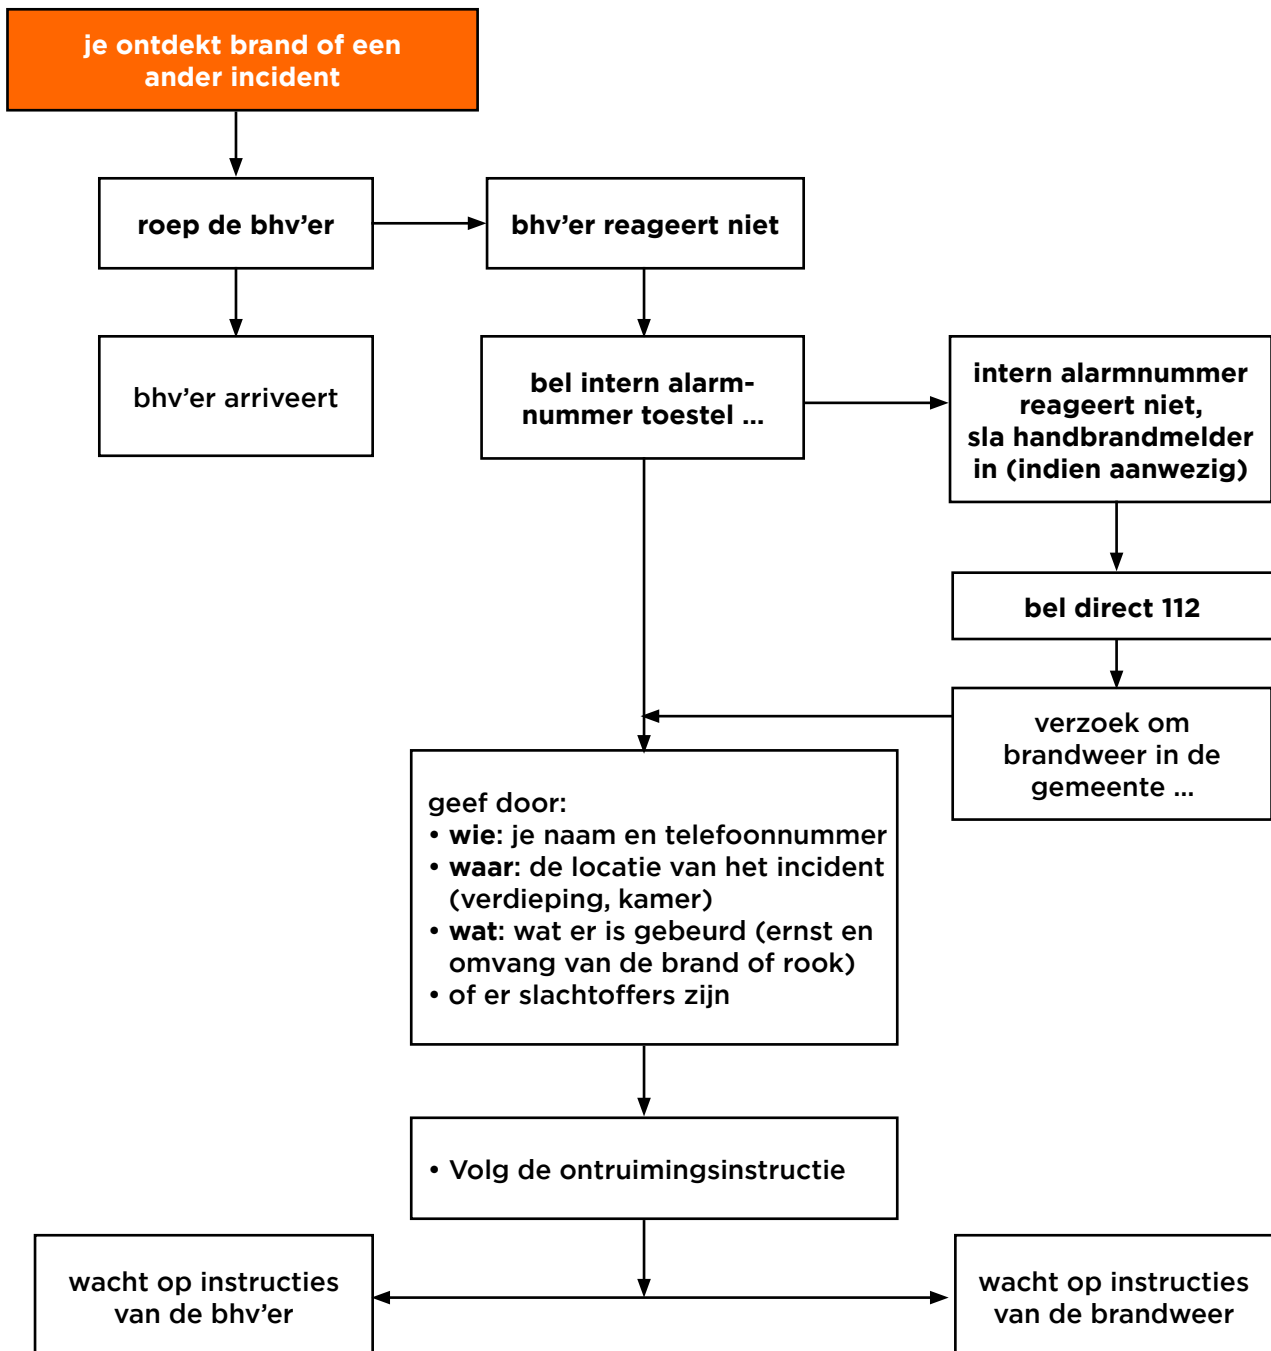 je ontdekt brand of een
ander incident
roep de bhv’er
bhv’er reageert niet
bhv’er arriveert
bel intern alarm-
nummer toestel ...
intern alarmnummer
reageert niet,
sla handbrandmelder
in (indien aanwezig)
bel direct 112
verzoek om
brandweer in de
gemeente ...
geef door:
• wie: je naam en telefoonnummer
• waar: de locatie van het incident
(verdieping, kamer)
• wat: wat er is gebeurd (ernst en
omvang van de brand of rook)
• of er slachtoffers zijn
• Volg de ontruimingsinstructie
wacht op instructies
van de bhv’er
wacht op instructies
van de brandweer